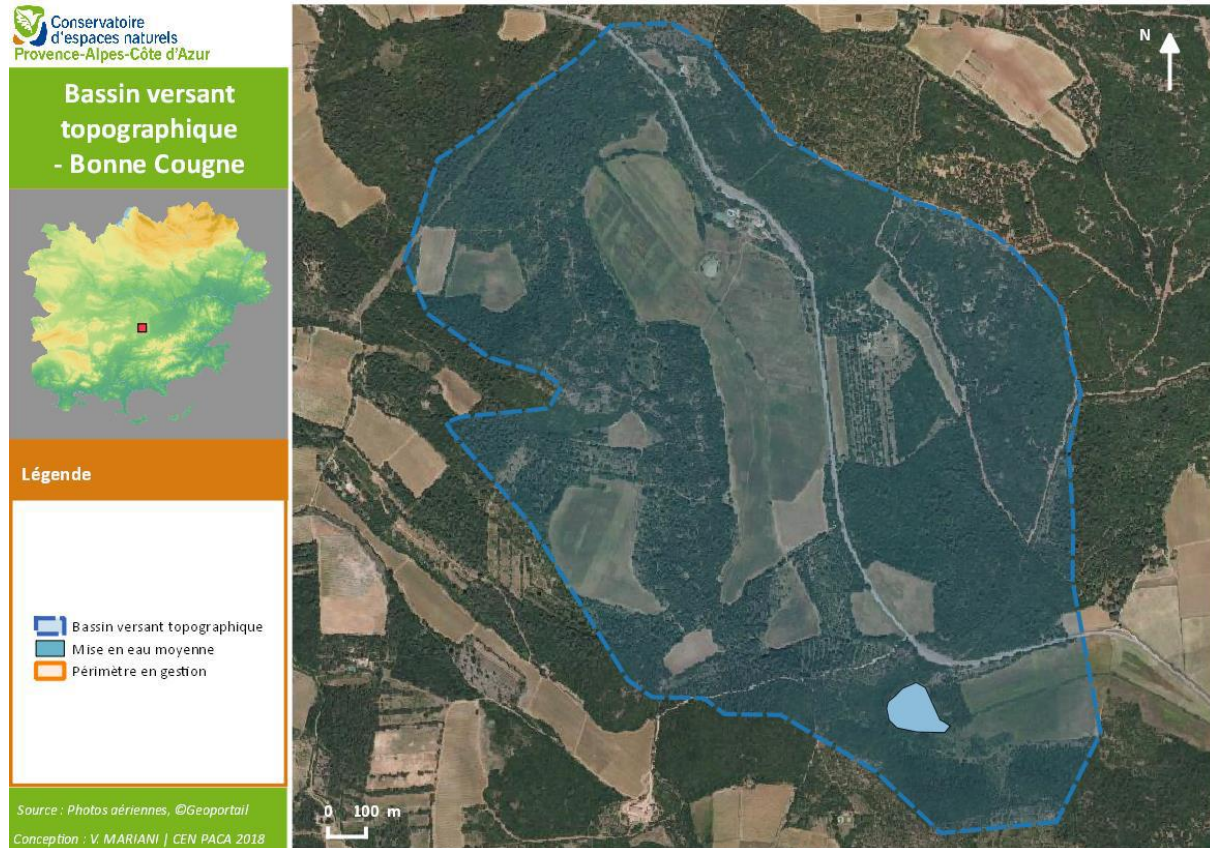 Conservatoire
d'espaces naturels
Provence-Alpes-Côte d'Azur
Bassin versant
topographique
- Bonne Cougne
Légende
Bassin versant topographique
Mise en eau moyenne
Périmètre en gestion
Source : Photos aériennes, ©Geoportail
Conception : V. MARIANI | CEN PACA 2018
N
0 100 m